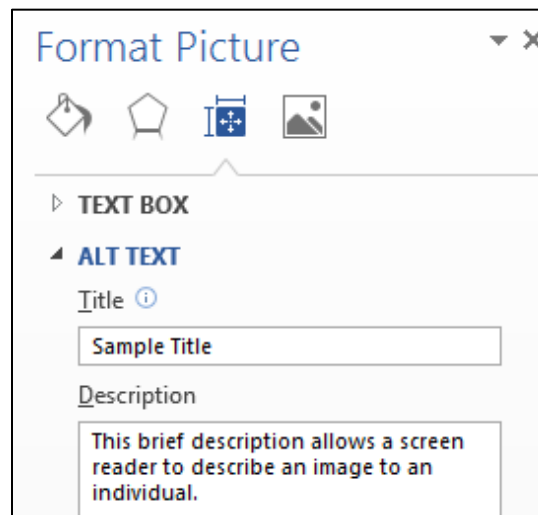 Format Picture
TEXT BOX
ALT TEXT
Title
Sample Title
Description
This brief description allows a screen
reader to describe an image to an
individual.